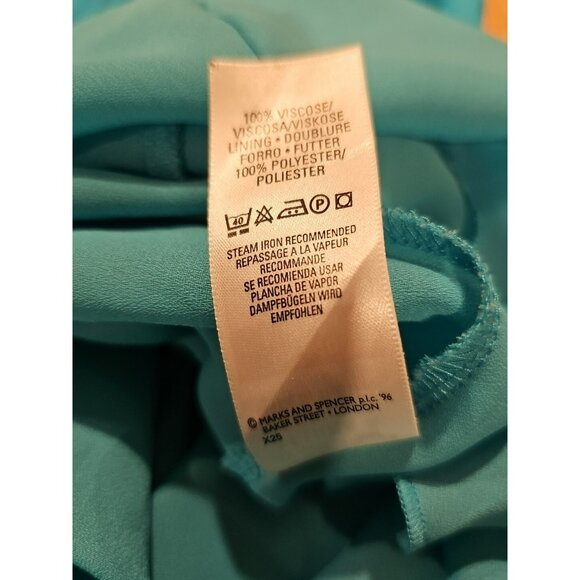 100% VISCOSE/
VISCOSA/VISKOSE
LINING • DOUBLURE
FORRO • FUTTER
100% POLYESTER/
POLIESTER
40 P
STEAM IRON RECOMMENDED
REPASSAGE A LA VAPEUR
RECOMMANDE
SE RECOMIENDA USAR
PLANCHA DE VAPOR
DAMPFBÜGELN WIRD
EMPFOHLEN
© MARKS AND SPENCER p.l.c. '96
BAKER STREET • LONDON
X25